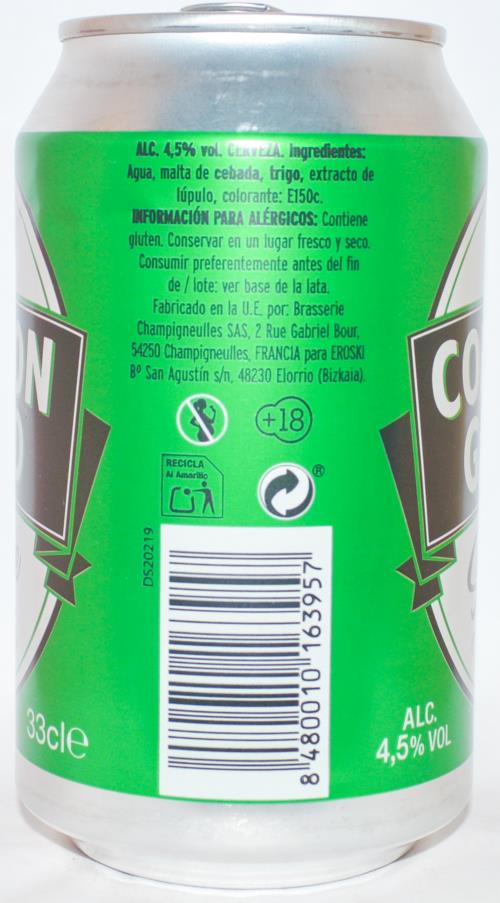 ALC. 4,5% vol. CERVEZA. Ingredientes:
Agua, malta de cebada, trigo, extracto de
lúpulo, colorante: E150c.
INFORMACIÓN PARA ALÉRGICOS: Contiene
gluten. Conservar en un lugar fresco y seco.
Consumir preferentemente antes del fin
de / lote: ver base de la lata.
Fabricado en la U.E. por: Brasserie
Champigneulles SAS, 2 Rue Gabriel Bour,
54250 Champigneulles, FRANCIA para EROSKI
Bº San Agustín s/n, 48230 Elorrio (Bizkaia).
+18
RECICLA
Al Amarillo
®
DS20219
8 480010 163957
33cl e
ALC.
4,5% VOL